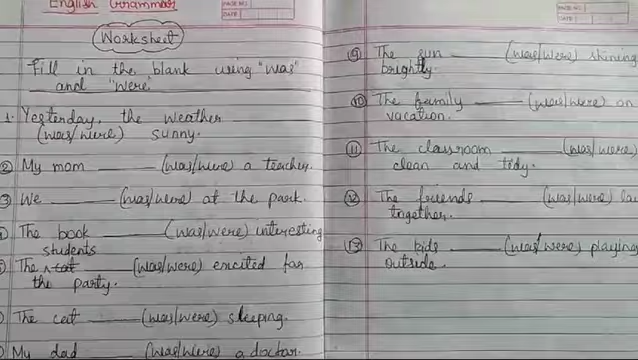 English Grammar
Worksheet
Fill in the blank using "was"
and "were"
1. Yesterday, the weather
(was/were) sunny.
② My mom ______ (was/were) a teacher.
③ We ______ (was/were) at the park.
The book ______ (was/were) interesting
students
The ______ (was/were) excited for
the party.
The cat ______ (was/were) sleeping.
My dad ______ (was/were) a doctor.
PAGE NO.
DATE
⑨ The sun ______ (was/were) shining
brightly.
⑩ The family ______ (was/were) on
vacation.
⑪ The classroom ______ (was/were)
clean and tidy.
⑫ The friends ______ (was/were)
together.
⑬ The kids ______ (was/were) playing
outside.